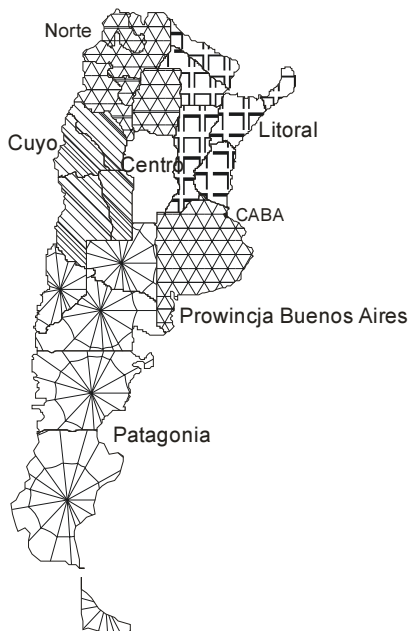 Norte
Cuyo
Centro
Litoral
CABA
Prowincja Buenos Aires
Patagonia